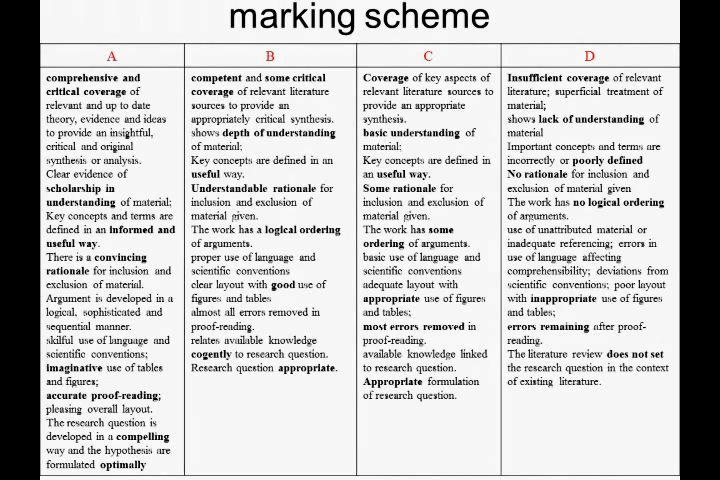 marking scheme
A
comprehensive and
critical coverage of
relevant and up to date
theory, evidence and ideas
to provide an insightful,
critical and original
synthesis or analysis.
Clear evidence of
scholarship in
understanding of material;
Key concepts and terms are
defined in an informed and
useful way.
There is a convincing
rationale for inclusion and
exclusion of material.
Argument is developed in a
logical, sophisticated and
sequential manner.
skilful use of language and
scientific conventions;
imaginative use of tables
and figures;
accurate proof-reading;
pleasing overall layout.
The research question is
developed in a compelling
way and the hypothesis are
formulated optimally
B
competent and some critical
coverage of relevant literature
sources to provide an
appropriately critical synthesis.
shows depth of understanding
of material;
Key concepts are defined in an
useful way.
Understandable rationale for
inclusion and exclusion of
material given.
The work has a logical ordering
of arguments.
proper use of language and
scientific conventions
clear layout with good use of
figures and tables
almost all errors removed in
proof-reading.
relates available knowledge
cogently to research question.
Research question appropriate.
C
Coverage of key aspects of
relevant literature sources to
provide an appropriate
synthesis.
basic understanding of
material;
Key concepts are defined in
an useful way.
Some rationale for
inclusion and exclusion of
material given.
The work has some
ordering of arguments.
basic use of language and
scientific conventions
adequate layout with
appropriate use of figures
and tables;
most errors removed in
proof-reading.
available knowledge linked
to research question.
Appropriate formulation
of research question.
D
Insufficient coverage of relevant
literature; superficial treatment of
material;
shows lack of understanding of
material
Important concepts and terms are
incorrectly or poorly defined
No rationale for inclusion and
exclusion of material given
The work has no logical ordering
of arguments.
use of unattributed material or
inadequate referencing; errors in
use of language affecting
comprehensibility; deviations from
scientific conventions; poor layout
with inappropriate use of figures
and tables;
errors remaining after proof-
reading.
The literature review does not set
the research question in the context
of existing literature.